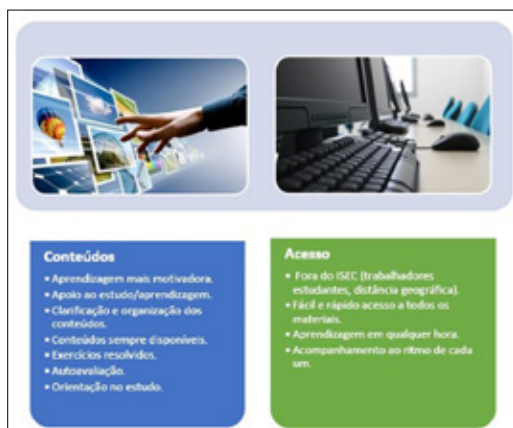 Conteúdos
• Aprendizagem mais motivadora.
• Apoio ao estudo/aprendizagem.
• Clarificação e organização dos
conteúdos.
• Conteúdos sempre disponíveis.
• Exercícios resolvidos.
• Autoavaliação.
• Orientação no estudo.
Acesso
• Fora do ISEC (trabalhadores
estudantes, distância geográfica).
• Fácil e rápido acesso a todos os
materiais.
• Aprendizagem em qualquer hora.
• Acompanhamento ao ritmo de cada
um.